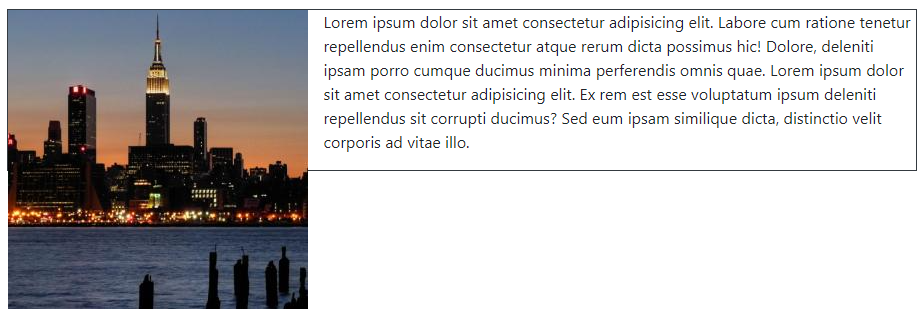 Lorem ipsum dolor sit amet consectetur adipisicing elit. Labore cum ratione tenetur
repellendus enim consectetur atque rerum dicta possimus hic! Dolore, deleniti
ipsam porro cumque ducimus minima perferendis omnis quae. Lorem ipsum dolor
sit amet consectetur adipisicing elit. Ex rem est esse voluptatum ipsum deleniti
repellendus sit corrupti ducimus? Sed eum ipsam similique dicta, distinctio velit
corporis ad vitae illo.